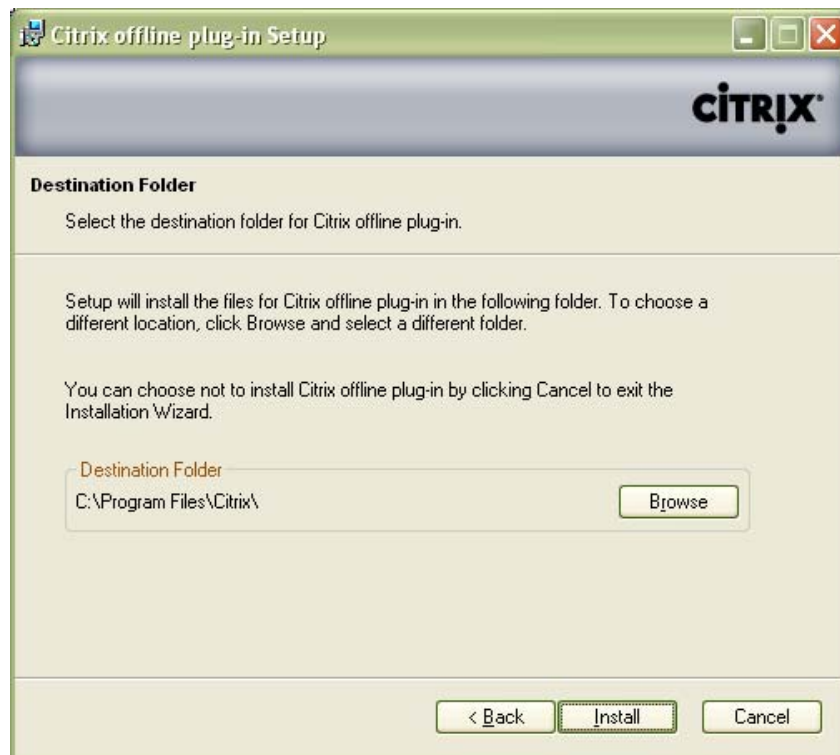 Citrix offline plug-in Setup
CİTRIX
Destination Folder
Select the destination folder for Citrix offline plug-in.
Setup will install the files for Citrix offline plug-in in the following folder. To choose a
different location, click Browse and select a different folder.
You can choose not to install Citrix offline plug-in by clicking Cancel to exit the
Installation Wizard.
Destination Folder
C:\Program Files\Citrix\
Browse
< Back
Install
Cancel